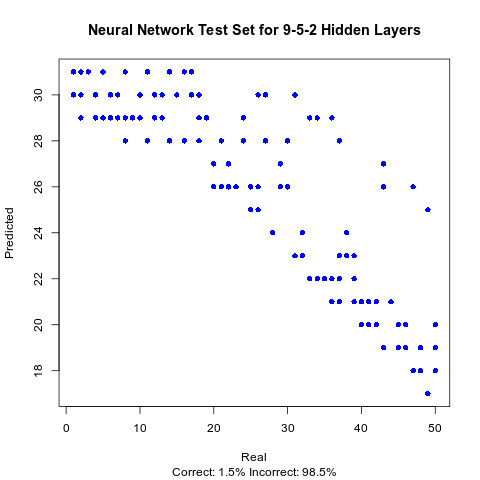 Neural Network Test Set for 9-5-2 Hidden Layers
Predicted
30
28
26
24
22
20
18
0 10 20 30 40 50
Real
Correct: 1.5% Incorrect: 98.5%